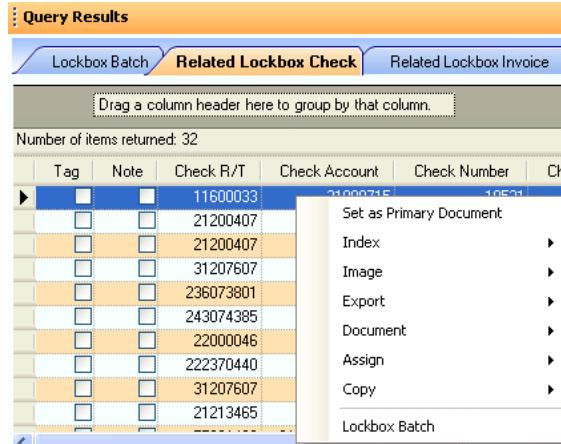 Query Results
Lockbox Batch Related Lockbox Check Related Lockbox Invoice
Drag a column header here to group by that column.
Number of items returned: 32
Tag Note Check R/T Check Account Check Number Ch
11600033
Set as Primary Document
21200407
Index
21200407
31207607
Image
236073801
Export
243074385
Document
22000046
222370440
Assign
31207607
Copy
21213465
Lockbox Batch